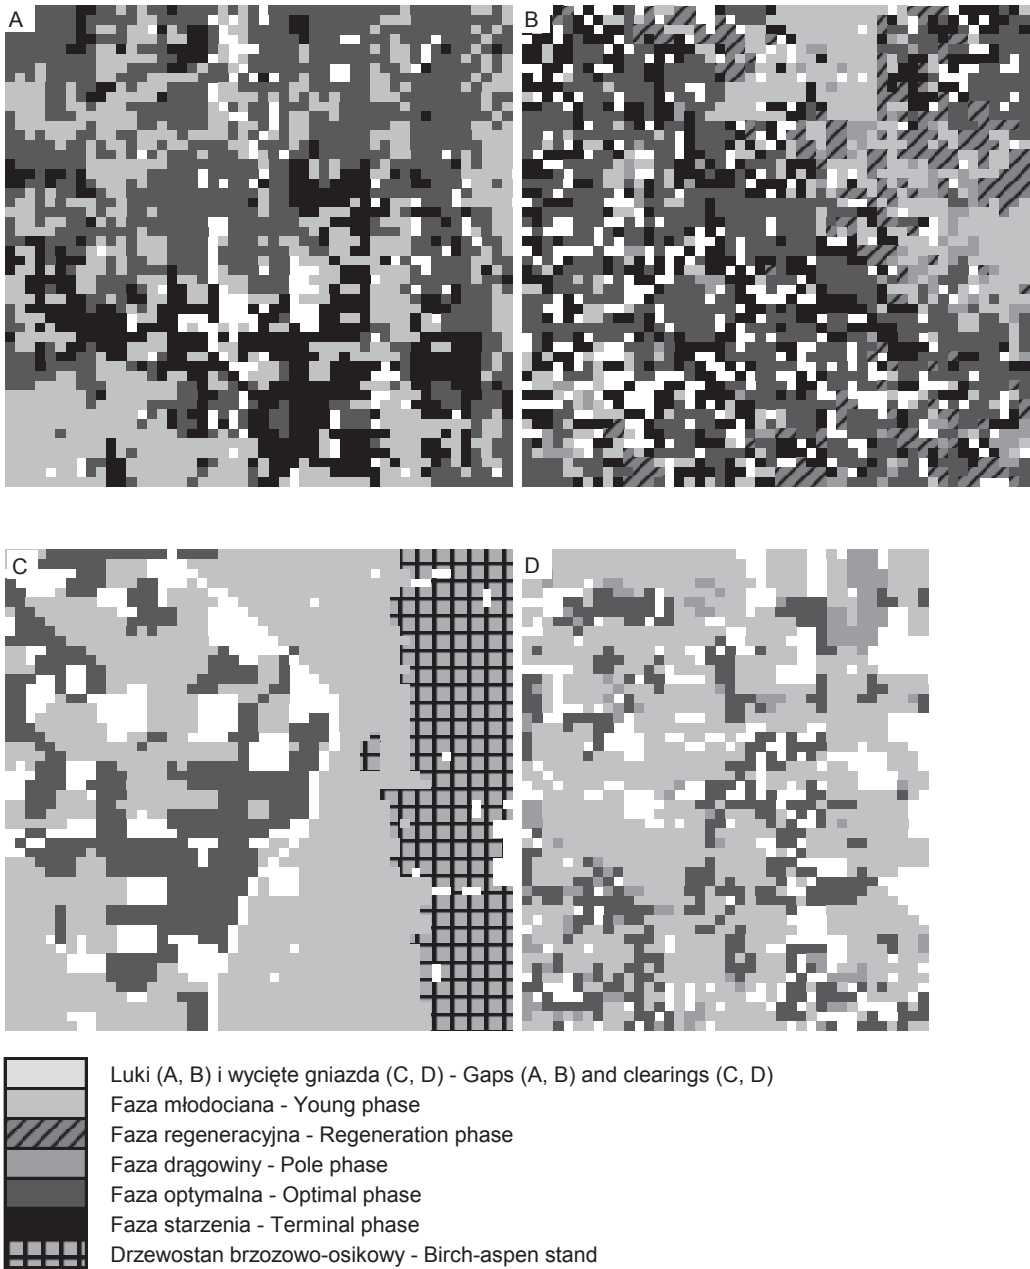 A
B
C
D
Luki (A, B) i wycięte gniazda (C, D) - Gaps (A, B) and clearings (C, D)
Faza młodociana - Young phase
Faza regeneracyjna - Regeneration phase
Faza drągowiny - Pole phase
Faza optymalna - Optimal phase
Faza starzenia - Terminal phase
Drzewostan brzozowo-osikowy - Birch-aspen stand